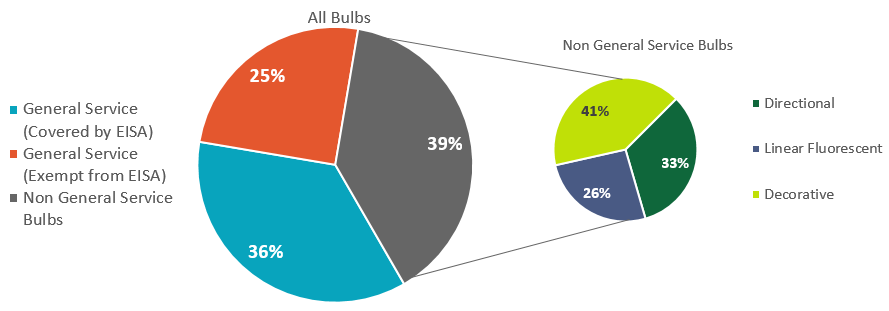 All Bulbs
General Service
(Covered by EISA)
General Service
(Exempt from EISA)
Non General Service
Bulbs
25%
39%
36%
Non General Service Bulbs
41%
33%
26%
Directional
Linear Fluorescent
Decorative